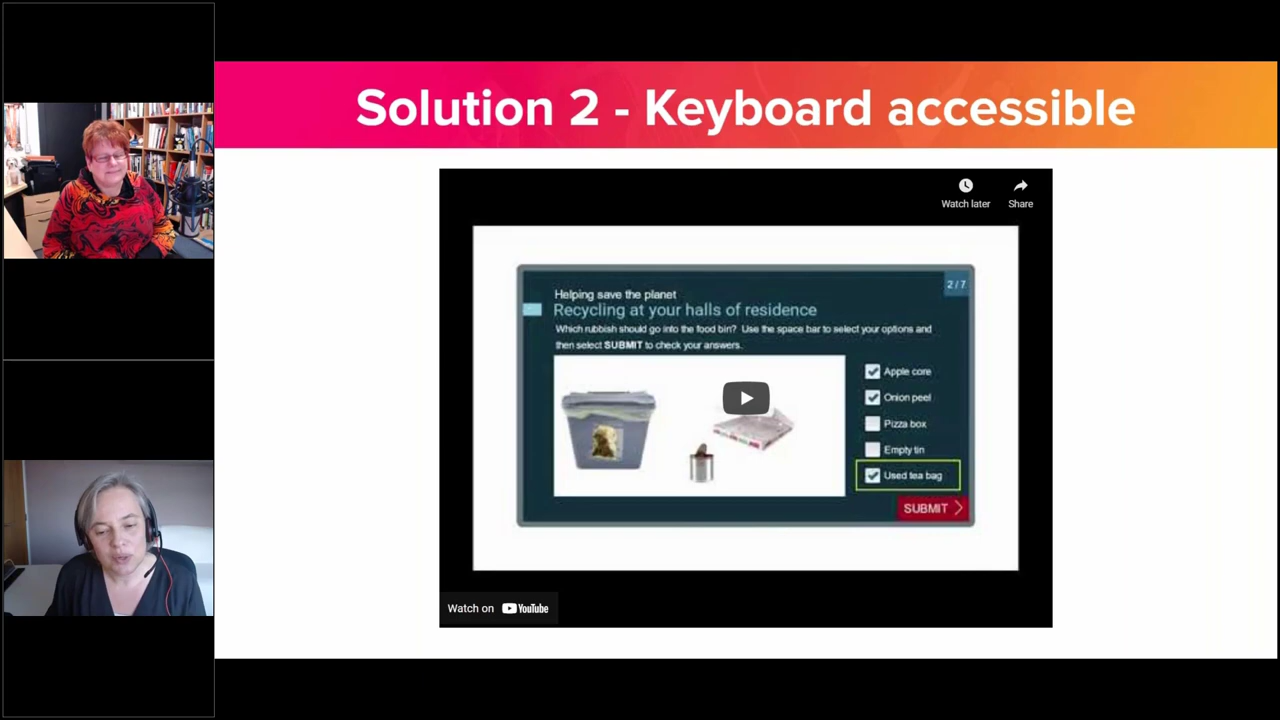 Solution 2 - Keyboard accessible
Watch later
Share
2 / 7
Helping save the planet
Recycling at your halls of residence
Which rubbish should go into the food bin? Use the space bar to select your options and
then select SUBMIT to check your answers.
Apple core
Onion peel
Pizza box
Empty tin
Used tea bag
SUBMIT
Watch on YouTube